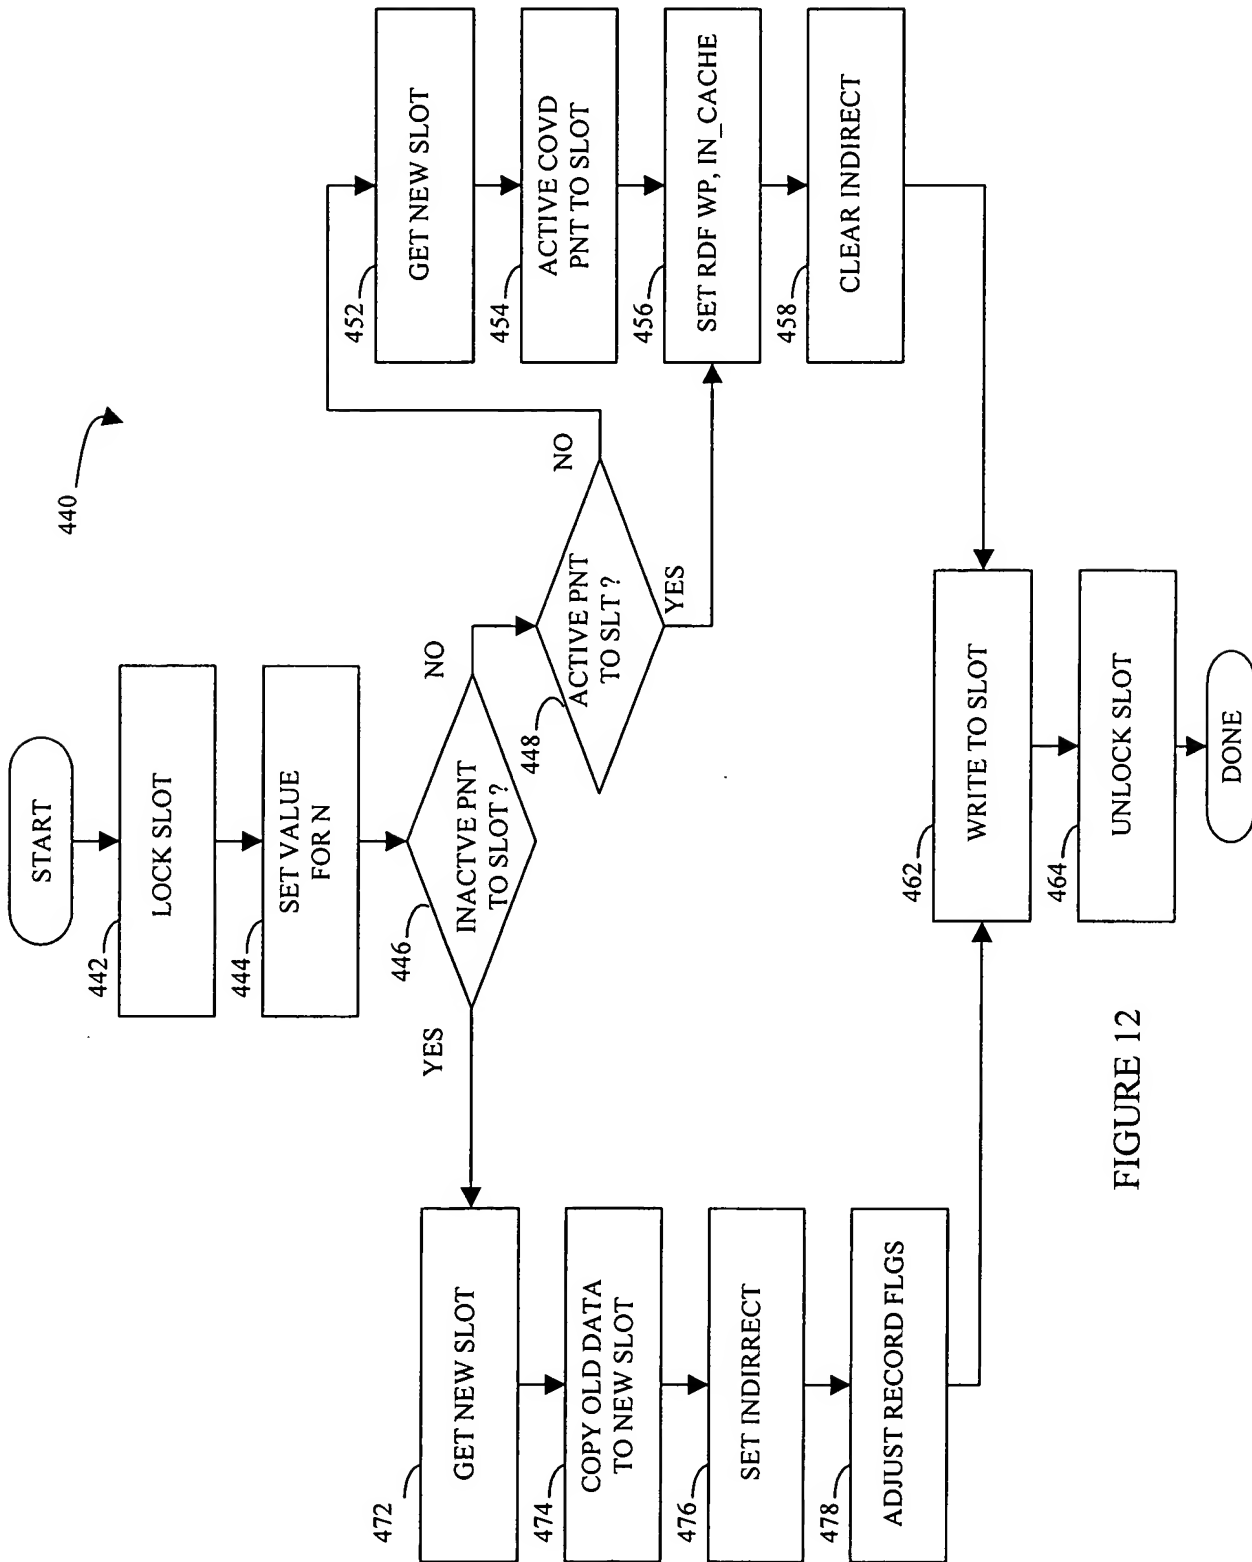 440
START
442
LOCK SLOT
444
SET VALUE
FOR N
446
INACTVE PNT
TO SLOT ?
YES
NO
448
ACTIVE PNT
TO SLT ?
NO
YES
452
GET NEW SLOT
454
ACTIVE COVD
PNT TO SLOT
456
SET RDF WP, IN_CACHE
458
CLEAR INDIRECT
472
GET NEW SLOT
474
COPY OLD DATA
TO NEW SLOT
476
SET INDIRRECT
478
ADJUST RECORD FLGS
462
WRITE TO SLOT
464
UNLOCK SLOT
DONE
FIGURE 12